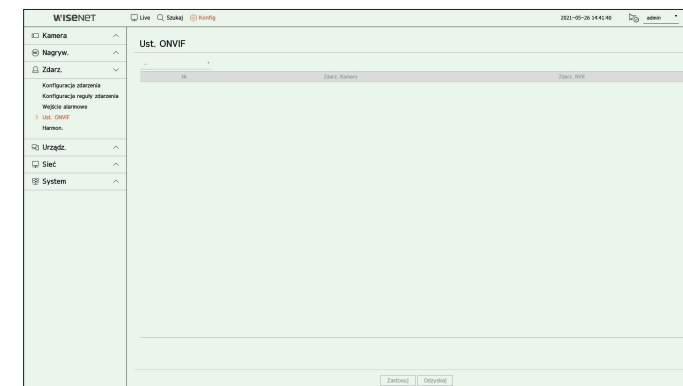 WISENET
Live Szukaj Konfig 2021-05-26 14:41:40 admin
Kamera
Nagryw.
Zdarz.
Konfiguracja zdarzenia
Konfiguracja reguły zdarzenia
Wejście alarmowe
> Ust. ONVIF
Harmon.
Urządz.
Sieć
System
Ust. ONVIF
Nr Zdarz. Kamery Zdarz. NVR
Zastosuj Odzyskaj